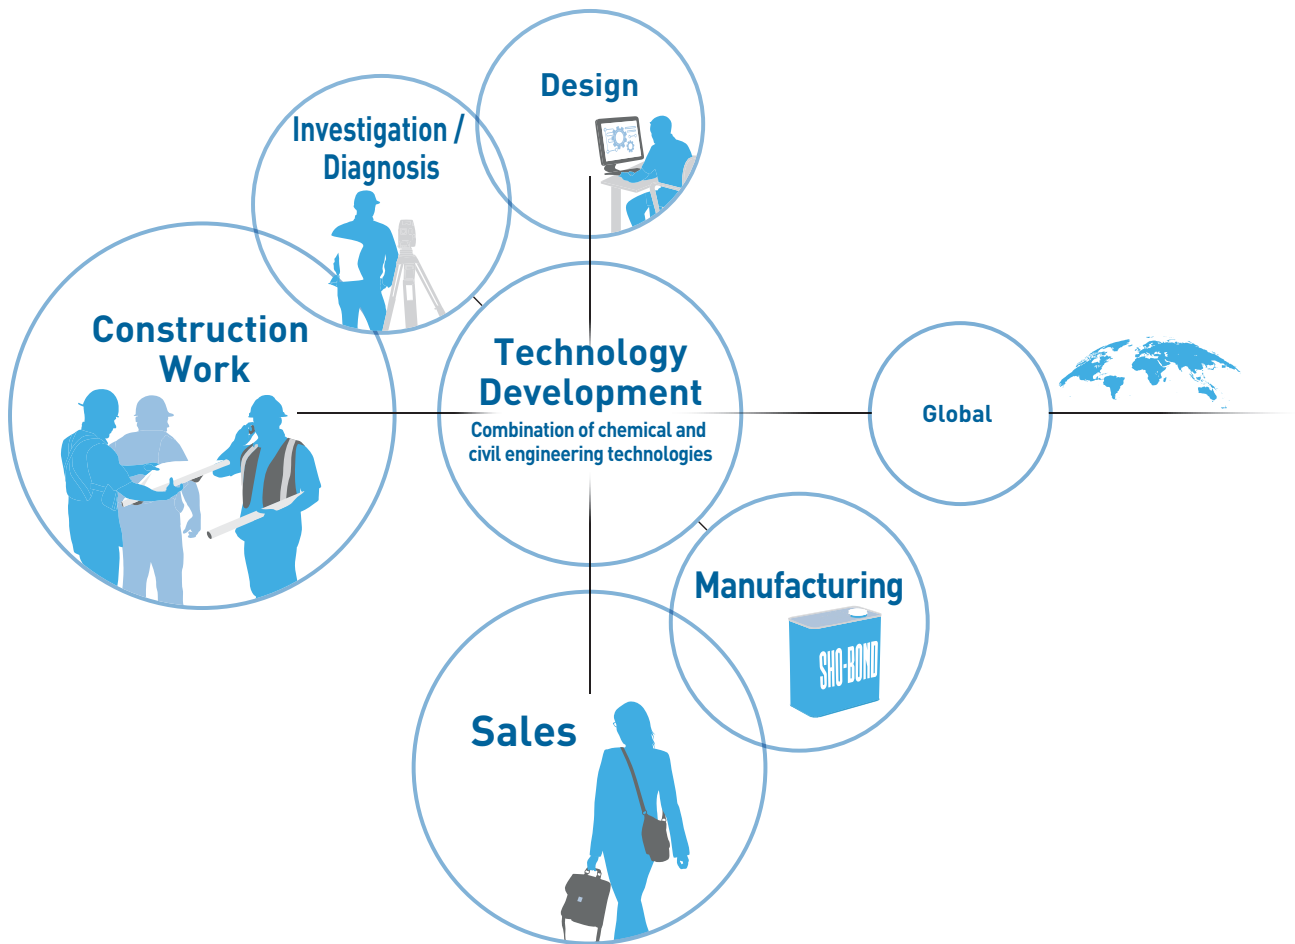 Design
Investigation /
Diagnosis
Construction
Work
Technology
Development
Combination of chemical and
civil engineering technologies
Global
Manufacturing
SHO-BOND
Sales